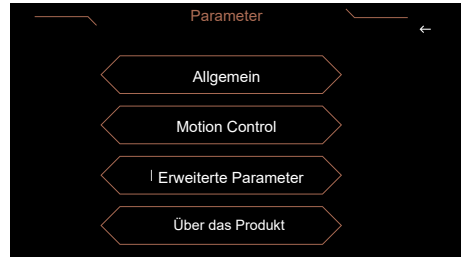 Parameter
←
Allgemein
Motion Control
Erweiterte Parameter
Über das Produkt